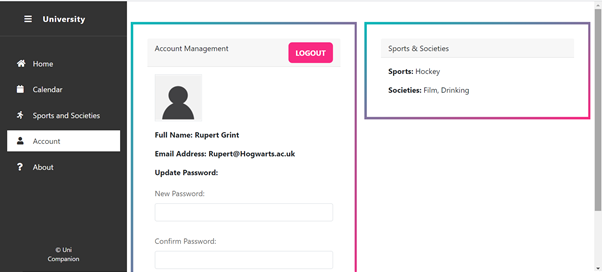 University
Home
Calendar
Sports and Societies
Account
About
© Uni
Companion
Account Management
LOGOUT
Full Name: Rupert Grint
Email Address: Rupert@Hogwarts.ac.uk
Update Password:
New Password:
Confirm Password:
Sports & Societies
Sports: Hockey
Societies: Film, Drinking